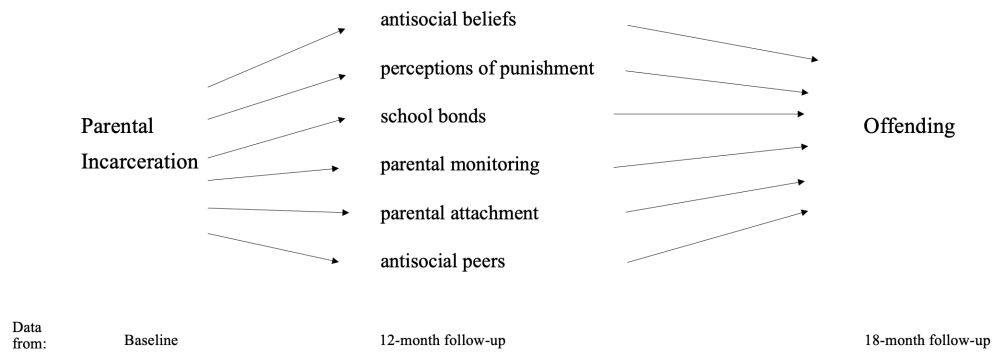 antisocial beliefs
perceptions of punishment
school bonds
Parental
Incarceration
Offending
parental monitoring
parental attachment
antisocial peers
Data
from:
Baseline
12-month follow-up
18-month follow-up